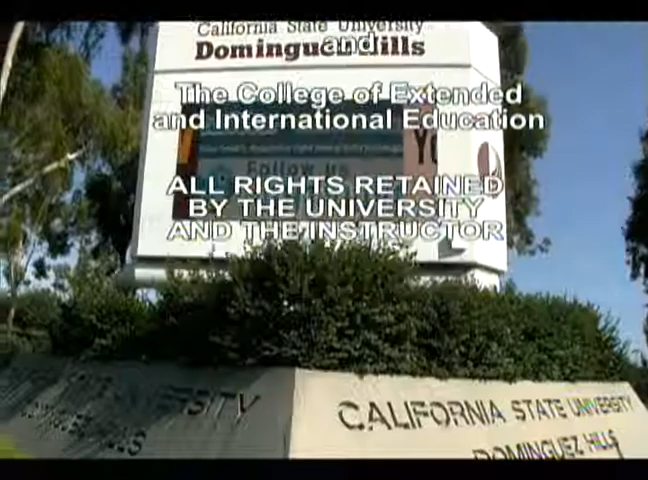 California State University
Dominguez Hills
and
The College of Extended
and International Education
Follow us
ALL RIGHTS RETAINED
BY THE UNIVERSITY
AND THE INSTRUCTOR
CALIFORNIA STATE UNIVERSITY
DOMINGUEZ HILLS